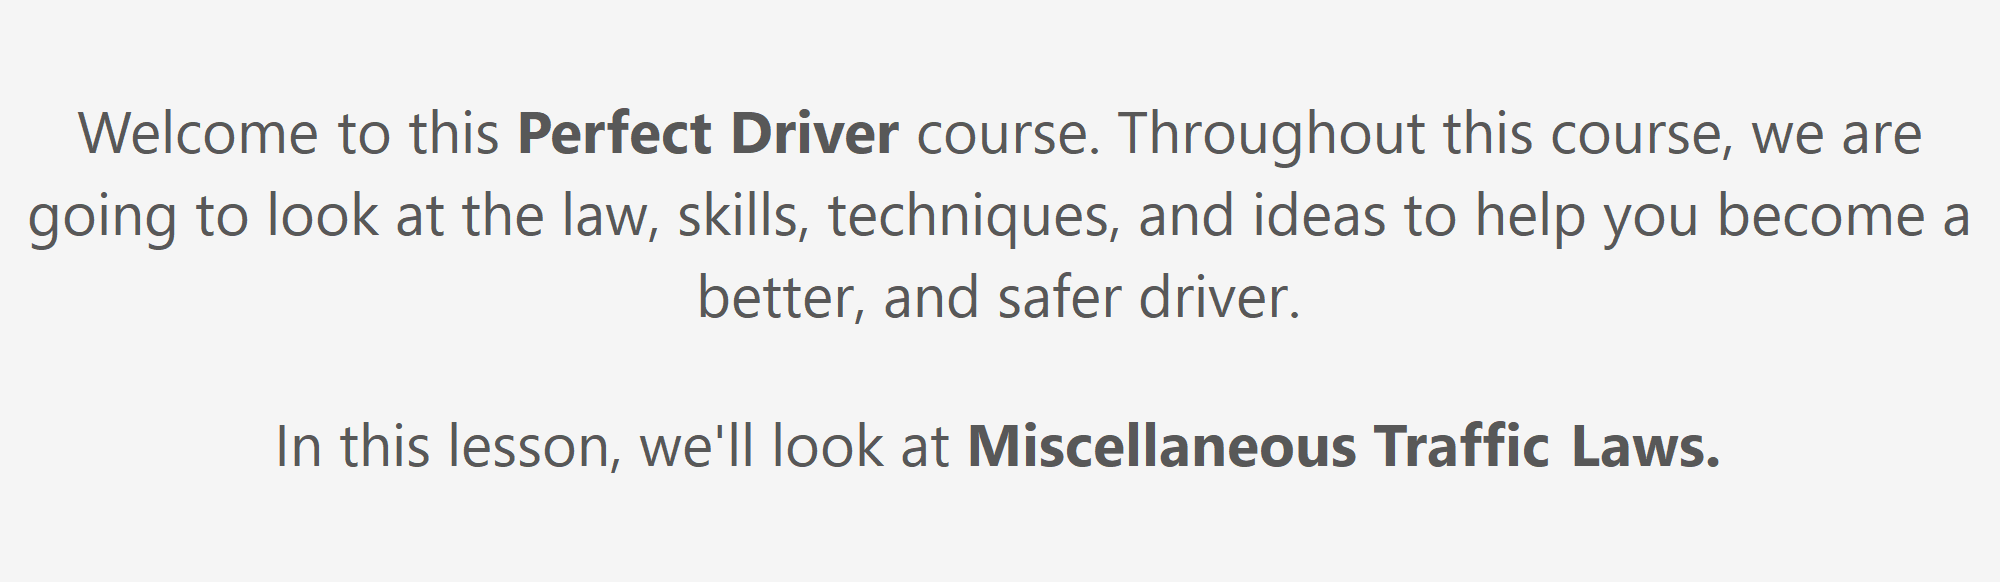 Welcome to this Perfect Driver course. Throughout this course, we are
going to look at the law, skills, techniques, and ideas to help you become a
better, and safer driver.
In this lesson, we'll look at Miscellaneous Traffic Laws.